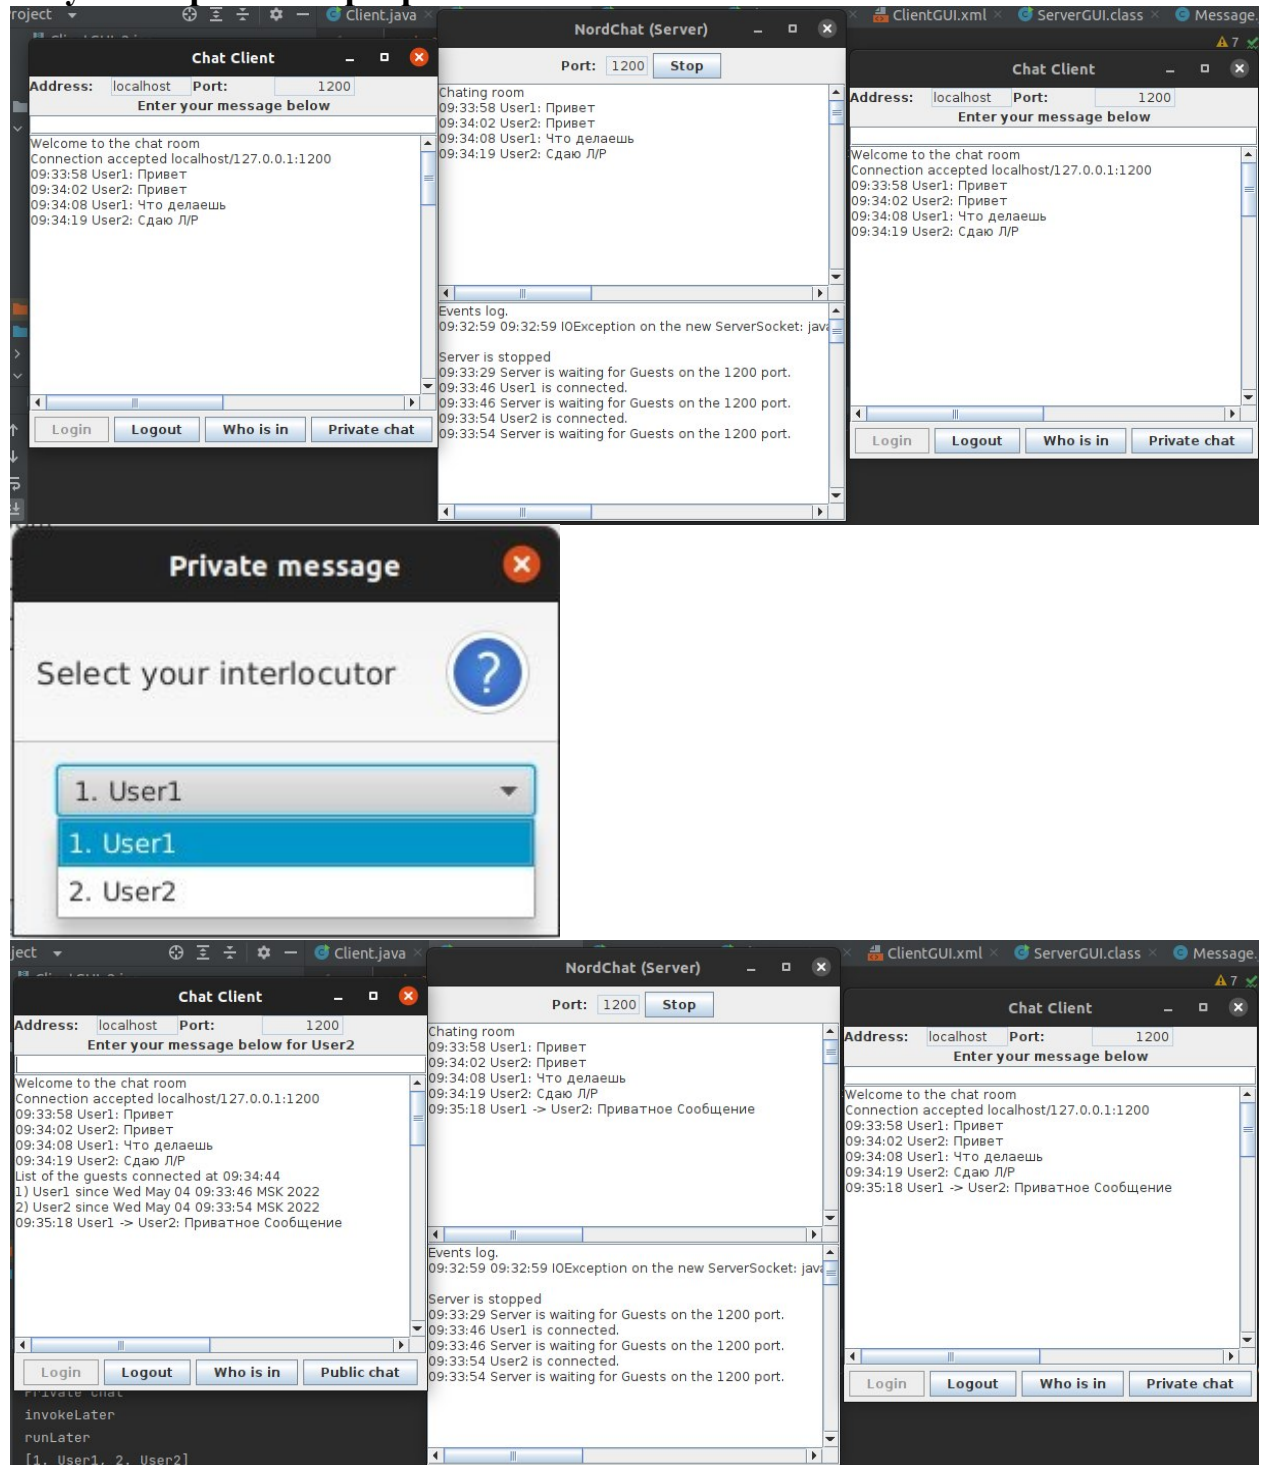 roject
Client.java
ClientGUI.xml
ServerGUI.class
Message.
7
Chat Client
Address: localhost Port: 1200
Enter your message below
Welcome to the chat room
Connection accepted localhost/127.0.0.1:1200
09:33:58 User1: Привет
09:34:02 User2: Привет
09:34:08 User1: Что делаешь
09:34:19 User2: Сдаю Л/Р
Login Logout Who is in Private chat
NordChat (Server)
Port: 1200 Stop
Chating room
09:33:58 User1: Привет
09:34:02 User2: Привет
09:34:08 User1: Что делаешь
09:34:19 User2: Сдаю Л/Р
Events log.
09:32:59 09:32:59 IOException on the new ServerSocket: java
Server is stopped
09:33:29 Server is waiting for Guests on the 1200 port.
09:33:46 User1 is connected.
09:33:46 Server is waiting for Guests on the 1200 port.
09:33:54 User2 is connected.
09:33:54 Server is waiting for Guests on the 1200 port.
Chat Client
Address: localhost Port: 1200
Enter your message below
Welcome to the chat room
Connection accepted localhost/127.0.0.1:1200
09:33:58 User1: Привет
09:34:02 User2: Привет
09:34:08 User1: Что делаешь
09:34:19 User2: Сдаю Л/Р
Login Logout Who is in Private chat
Private message
Select your interlocutor
?
1. User1
1. User1
2. User2
ject
Client.java
ClientGUI.xml
ServerGUI.class
Message.
7
Chat Client
Address: localhost Port: 1200
Enter your message below for User2
Welcome to the chat room
Connection accepted localhost/127.0.0.1:1200
09:33:58 User1: Привет
09:34:02 User2: Привет
09:34:08 User1: Что делаешь
09:34:19 User2: Сдаю Л/Р
List of the guests connected at 09:34:44
1) User1 since Wed May 04 09:33:46 MSK 2022
2) User2 since Wed May 04 09:33:54 MSK 2022
09:35:18 User1 -> User2: Приватное Сообщение
Login Logout Who is in Public chat
Private chat
invokeLater
runLater
[1. User1, 2. User2]
NordChat (Server)
Port: 1200 Stop
Chating room
09:33:58 User1: Привет
09:34:02 User2: Привет
09:34:08 User1: Что делаешь
09:34:19 User2: Сдаю Л/Р
09:35:18 User1 -> User2: Приватное Сообщение
Events log.
09:32:59 09:32:59 IOException on the new ServerSocket: java
Server is stopped
09:33:29 Server is waiting for Guests on the 1200 port.
09:33:46 User1 is connected.
09:33:46 Server is waiting for Guests on the 1200 port.
09:33:54 User2 is connected.
09:33:54 Server is waiting for Guests on the 1200 port.
Chat Client
Address: localhost Port: 1200
Enter your message below
Welcome to the chat room
Connection accepted localhost/127.0.0.1:1200
09:33:58 User1: Привет
09:34:02 User2: Привет
09:34:08 User1: Что делаешь
09:34:19 User2: Сдаю Л/Р
09:35:18 User1 -> User2: Приватное Сообщение
Login Logout Who is in Private chat